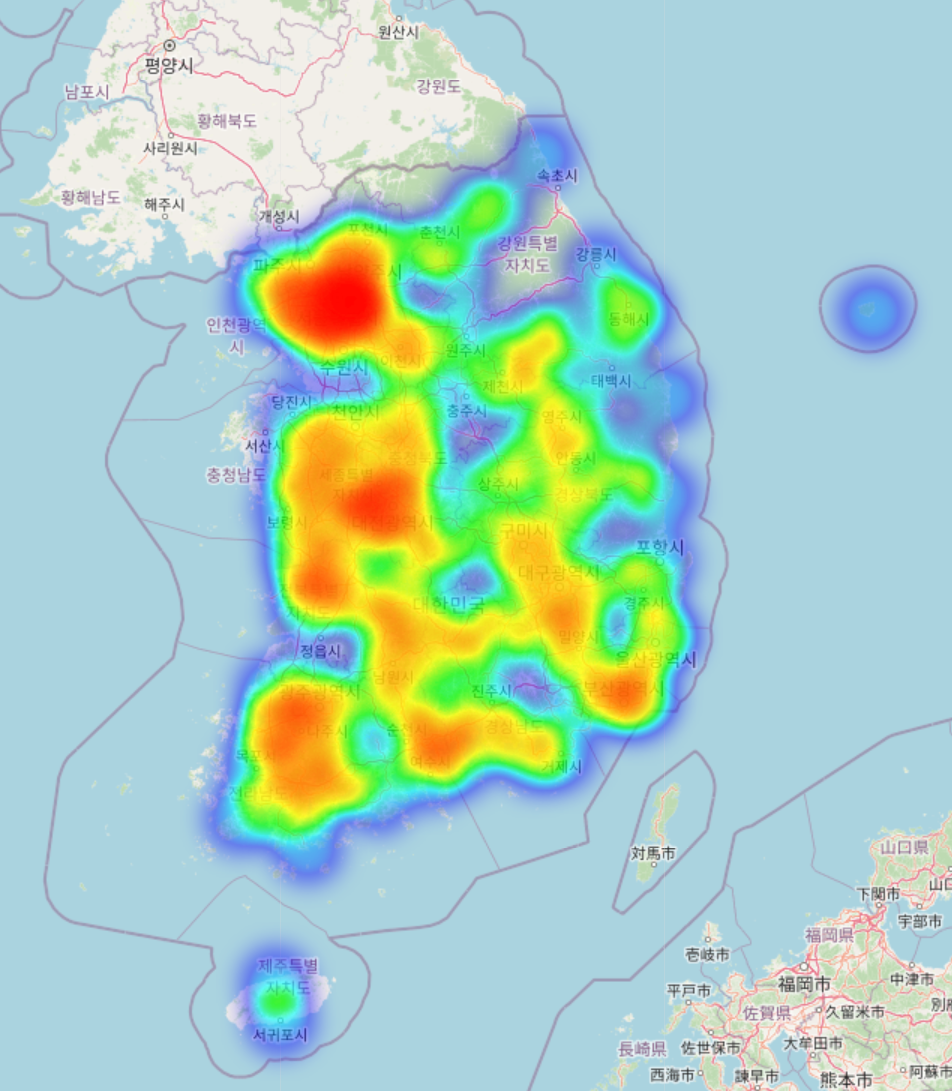 원산시
평양시
강원도
남포시
황해북도
사리원시
황해남도
해주시
개성시
속초시
포천시
춘천시
강원특별
자치도
강릉시
파주시
인천광역
시
동해시
이천시
원주시
수원시
제천시
태백시
당진시
천안시
충주시
영주시
서산시
충청남도
안동시
세종특별
상주시
경상북도
보령시
대전광역시
구미시
포항시
대구광역시
대한민국
경주시
밀양시
정읍시
울산광역시
남원시
광주광역시
진주시
부산광역시
나주시
순천시
경상남도
목포시
여수시
거제시
전라남도
対馬市
山口県
下関市
宇部市
福岡県
壱岐市
제주특별
자치도
福岡市
中津市
平戸市
佐賀県
久留米市
서귀포시
長崎県
佐世保市
大牟田市
西海市
諫早市
熊本市
阿蘇市